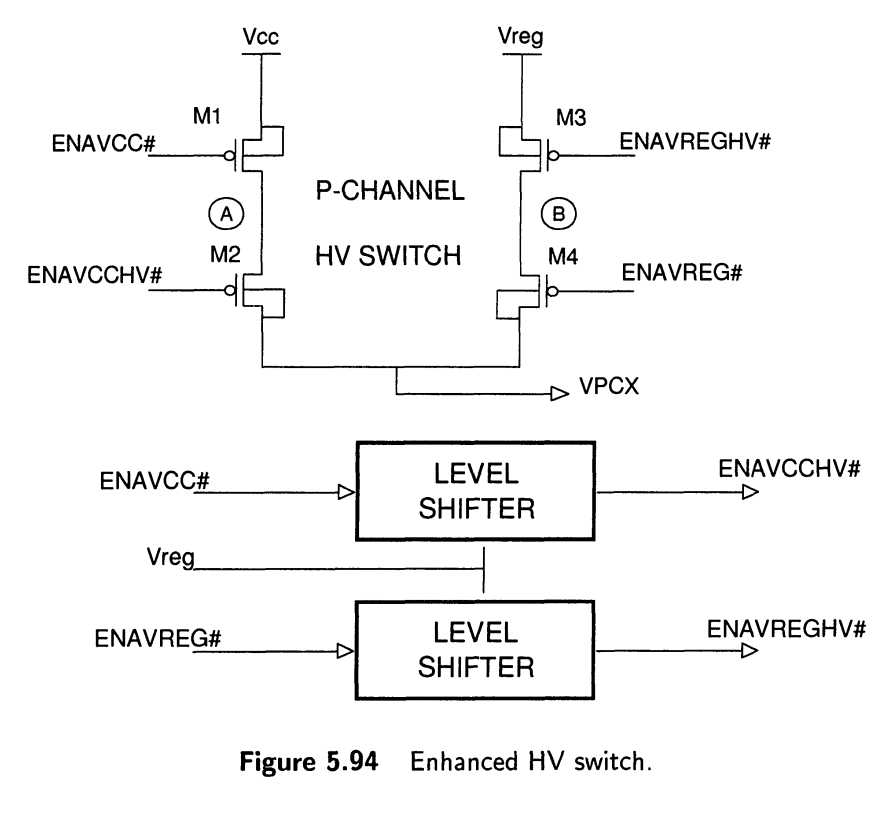 Vcc
Vreg
M1
M3
ENAVCC#
ENAVREGHV#
P-CHANNEL
A
B
HV SWITCH
M2
M4
ENAVCCHV#
ENAVREG#
VPCX
ENAVCC#
LEVEL
SHIFTER
ENAVCCHV#
Vreg
ENAVREG#
LEVEL
SHIFTER
ENAVREGHV#
Figure 5.94 Enhanced HV switch.